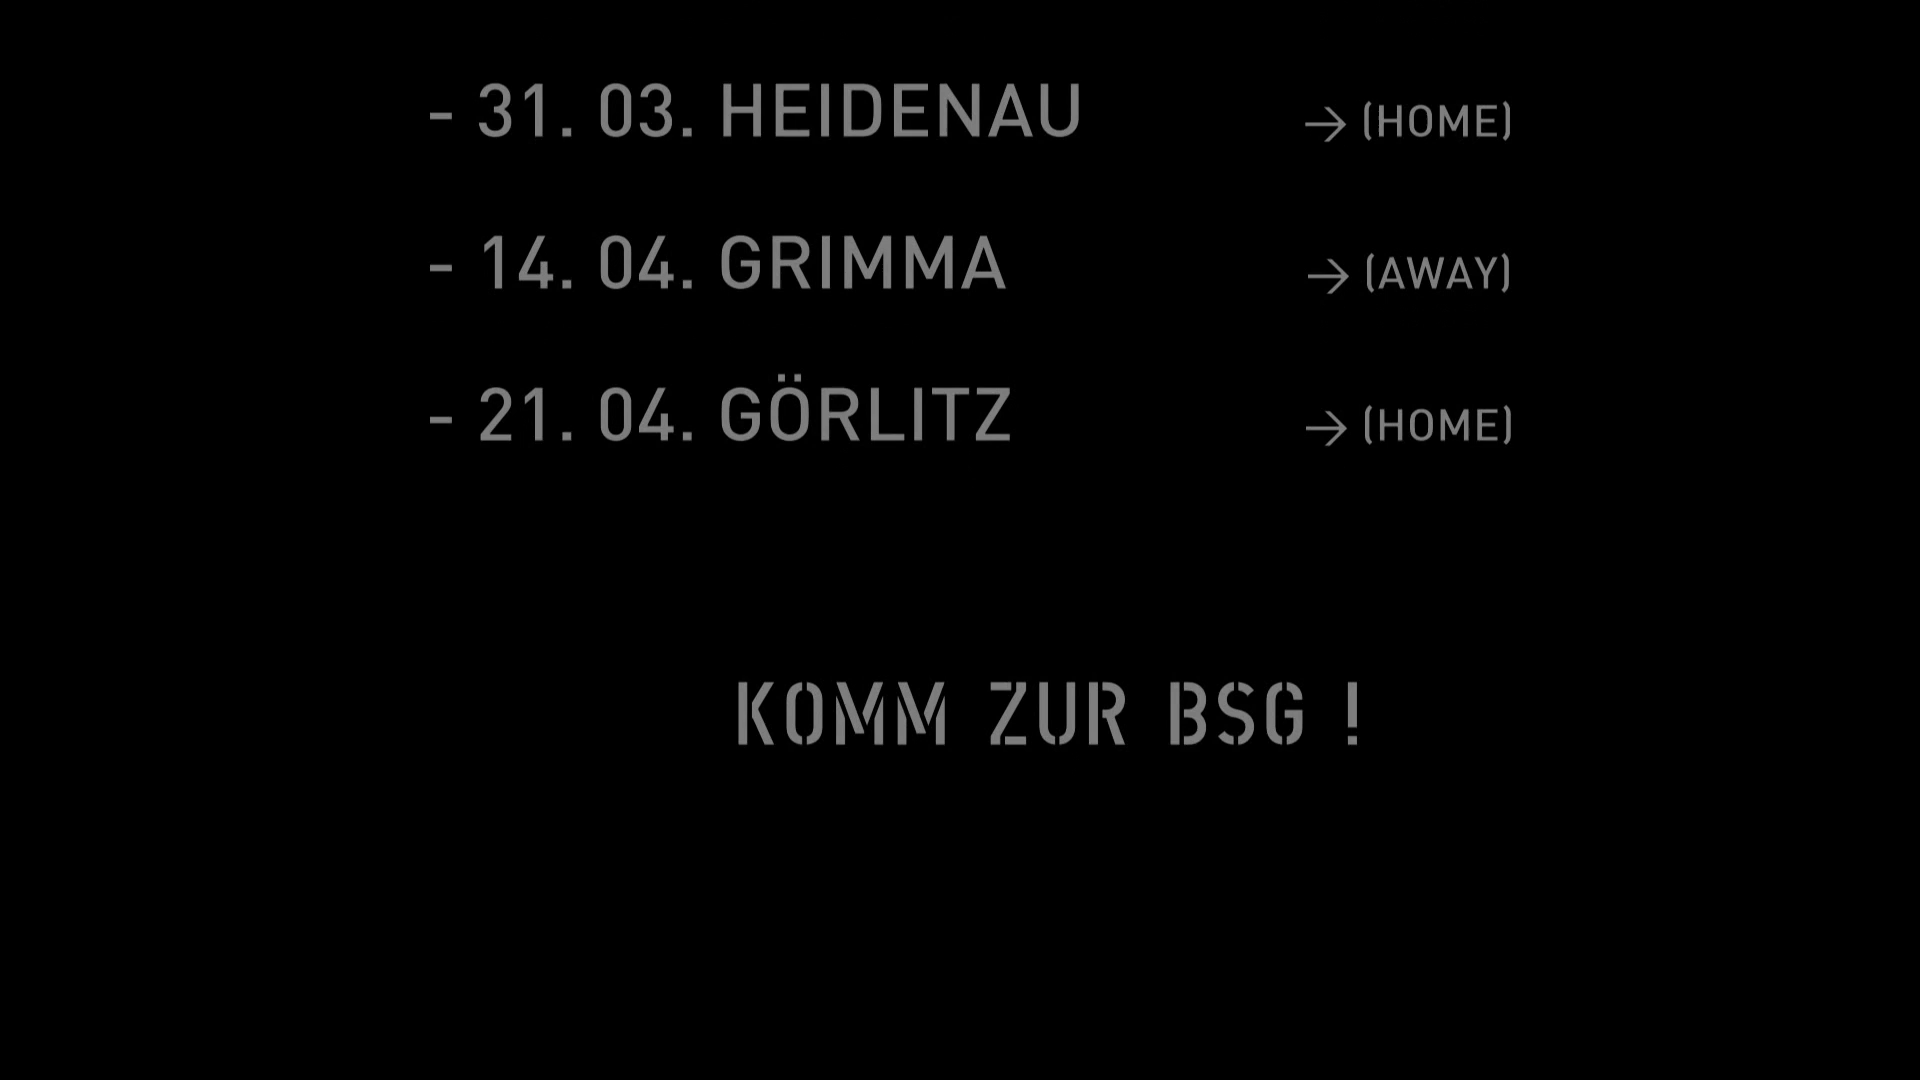 - 31. 03. HEIDENAU → (HOME)
- 14. 04. GRIMMA → (AWAY)
- 21. 04. GÖRLITZ → (HOME)
KOMM ZUR BSG !